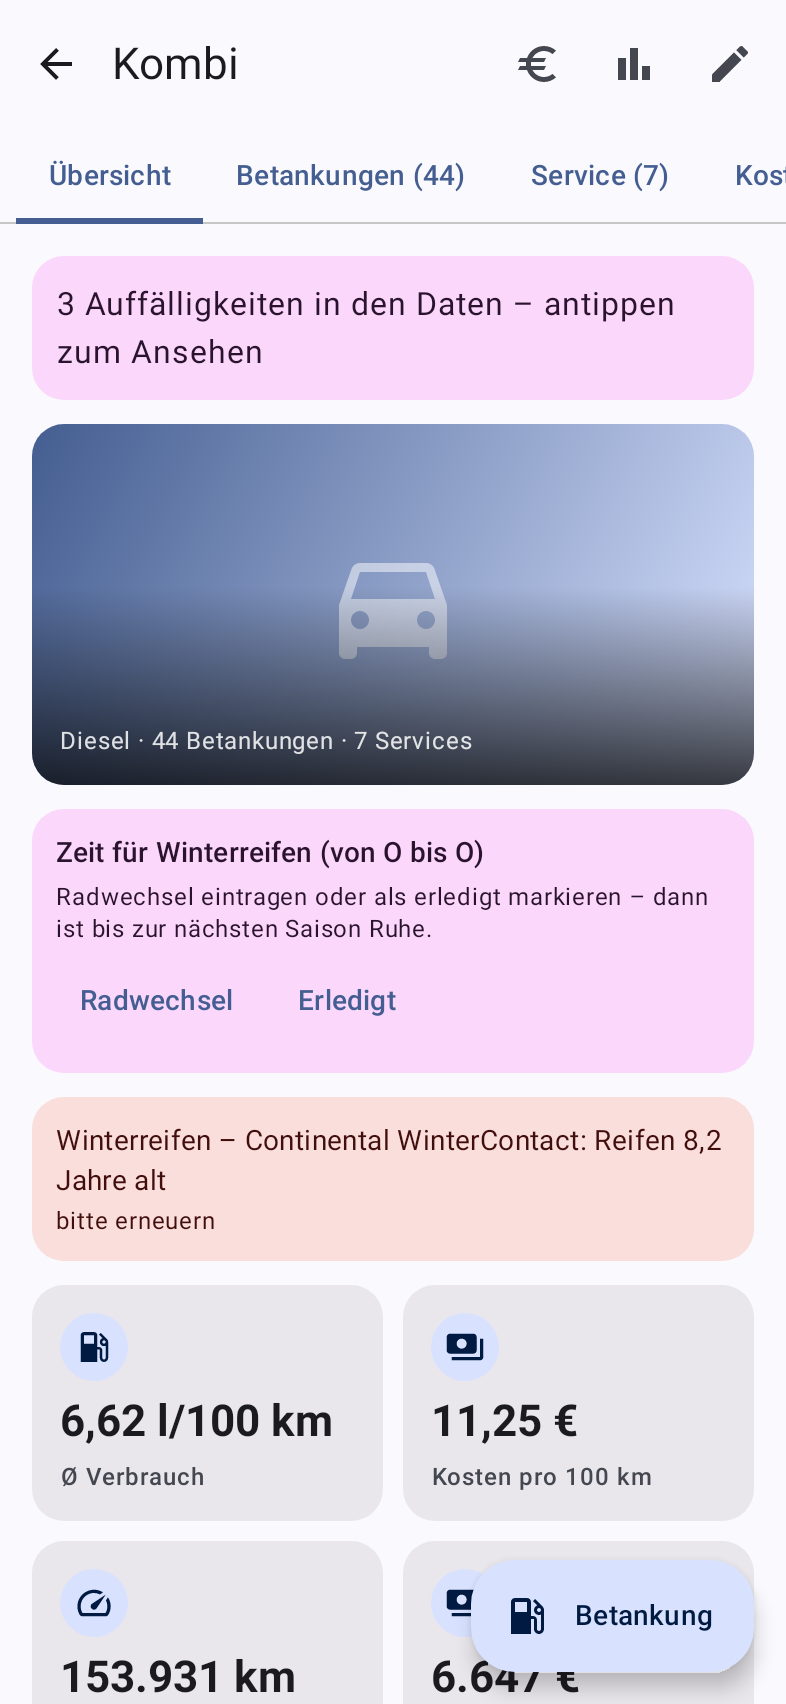 Kombi
Übersicht
Betankungen (44)
Service (7)
Kost
3 Auffälligkeiten in den Daten – antippen
zum Ansehen
Diesel · 44 Betankungen · 7 Services
Zeit für Winterreifen (von O bis O)
Radwechsel eintragen oder als erledigt markieren – dann
ist bis zur nächsten Saison Ruhe.
Radwechsel
Erledigt
Winterreifen – Continental WinterContact: Reifen 8,2
Jahre alt
bitte erneuern
6,62 l/100 km
Ø Verbrauch
11,25 €
Kosten pro 100 km
153.931 km
6.647 €
Betankung